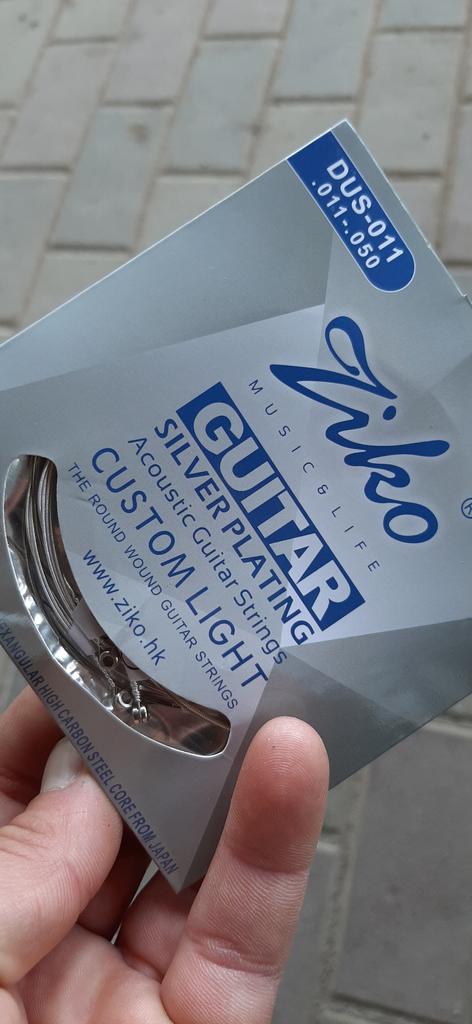 DUS-011
.011-.050
Ziko
®
MUSIC & LIFE
GUITAR
SILVER PLATING
Acoustic Guitar Strings
CUSTOM LIGHT
THE ROUND WOUND GUITAR STRINGS
www.ziko.hk
HIGH CARBON STEEL CORE FROM JAPAN